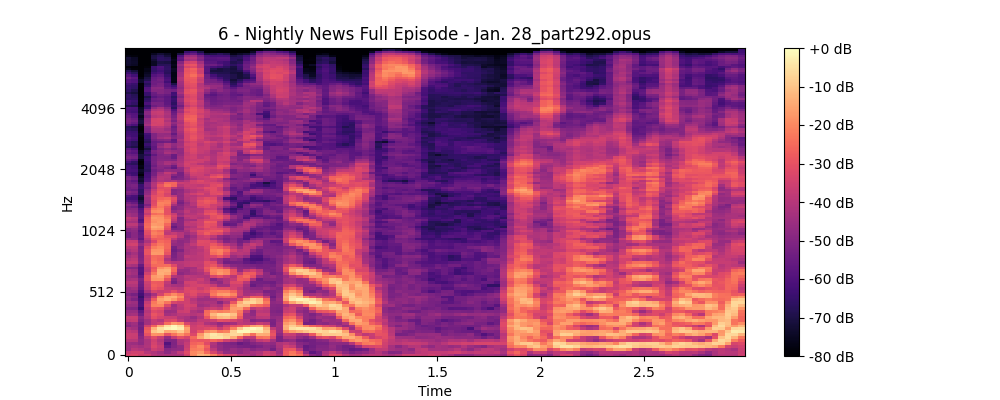 6 - Nightly News Full Episode - Jan. 28_part292.opus
Hz
4096
2048
1024
512
0
0
0.5
1
1.5
2
2.5
Time
+0 dB
-10 dB
-20 dB
-30 dB
-40 dB
-50 dB
-60 dB
-70 dB
-80 dB